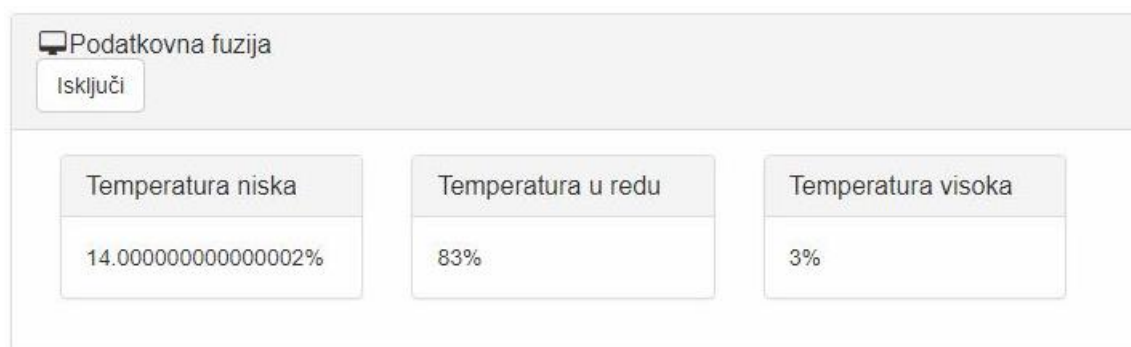 Podatkovna fuzija
Isključi
Temperatura niska
14.000000000000002%
Temperatura u redu
83%
Temperatura visoka
3%